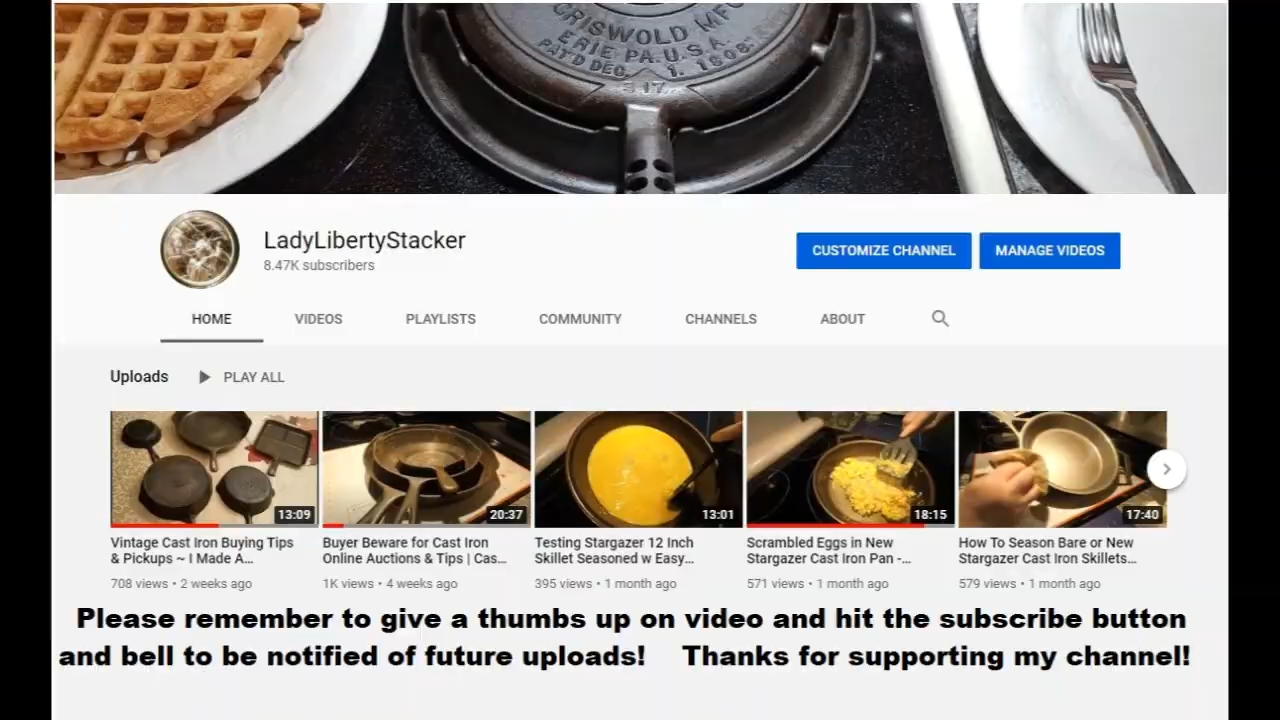 GRISWOLD MFG
ERIE PA. U.S.A.
PAT'D DEC. 1. 1908.
LadyLibertyStacker
8.47K subscribers
CUSTOMIZE CHANNEL
MANAGE VIDEOS
HOME
VIDEOS
PLAYLISTS
COMMUNITY
CHANNELS
ABOUT
Uploads
PLAY ALL
13:09
20:37
13:01
18:15
17:40
Vintage Cast Iron Buying Tips
& Pickups ~ I Made A...
708 views • 2 weeks ago
Buyer Beware for Cast Iron
Online Auctions & Tips | Cas...
1K views • 4 weeks ago
Testing Stargazer 12 Inch
Skillet Seasoned w Easy...
395 views • 1 month ago
Scrambled Eggs in New
Stargazer Cast Iron Pan -...
571 views • 1 month ago
How To Season Bare or New
Stargazer Cast Iron Skillets...
579 views • 1 month ago
Please remember to give a thumbs up on video and hit the subscribe button
and bell to be notified of future uploads! Thanks for supporting my channel!